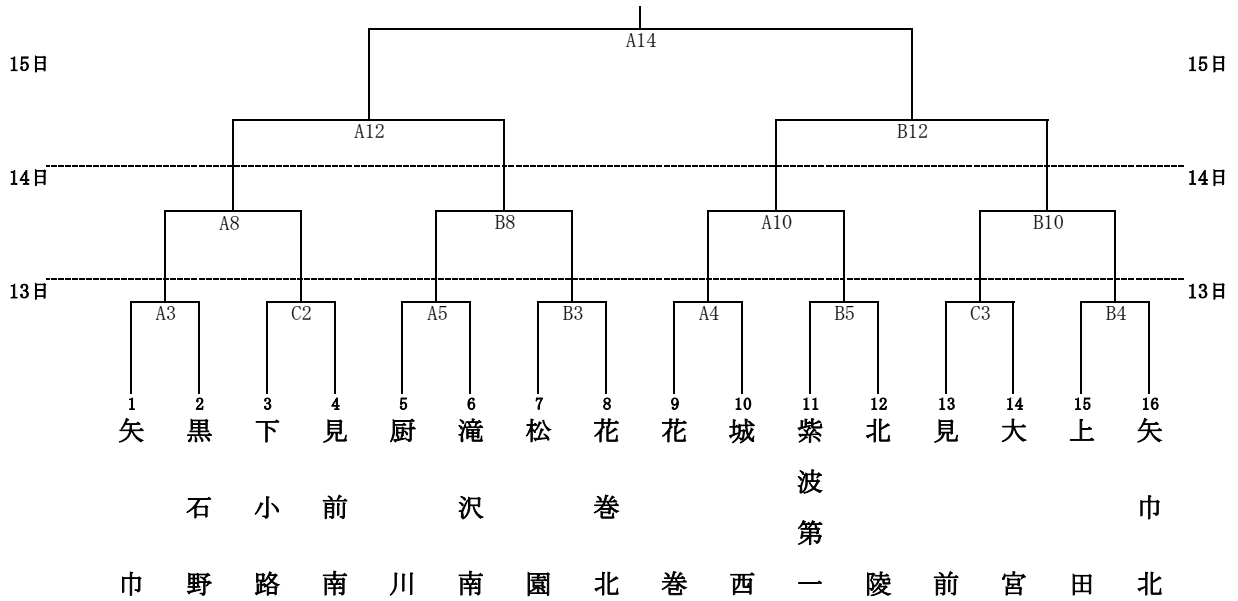 A14
15日 15日
A12 B12
14日 14日
A8 B8 A10 B10
13日 13日
A3 C2 A5 B3 A4 B5 C3 B4
1 2 3 4 5 6 7 8 9 10 11 12 13 14 15 16
矢巾
黒石野
下小路
見前南
厨川
滝沢南
松園
花巻北
花巻
城西
紫波第一
北陵
見前
大宮
上田
矢巾北